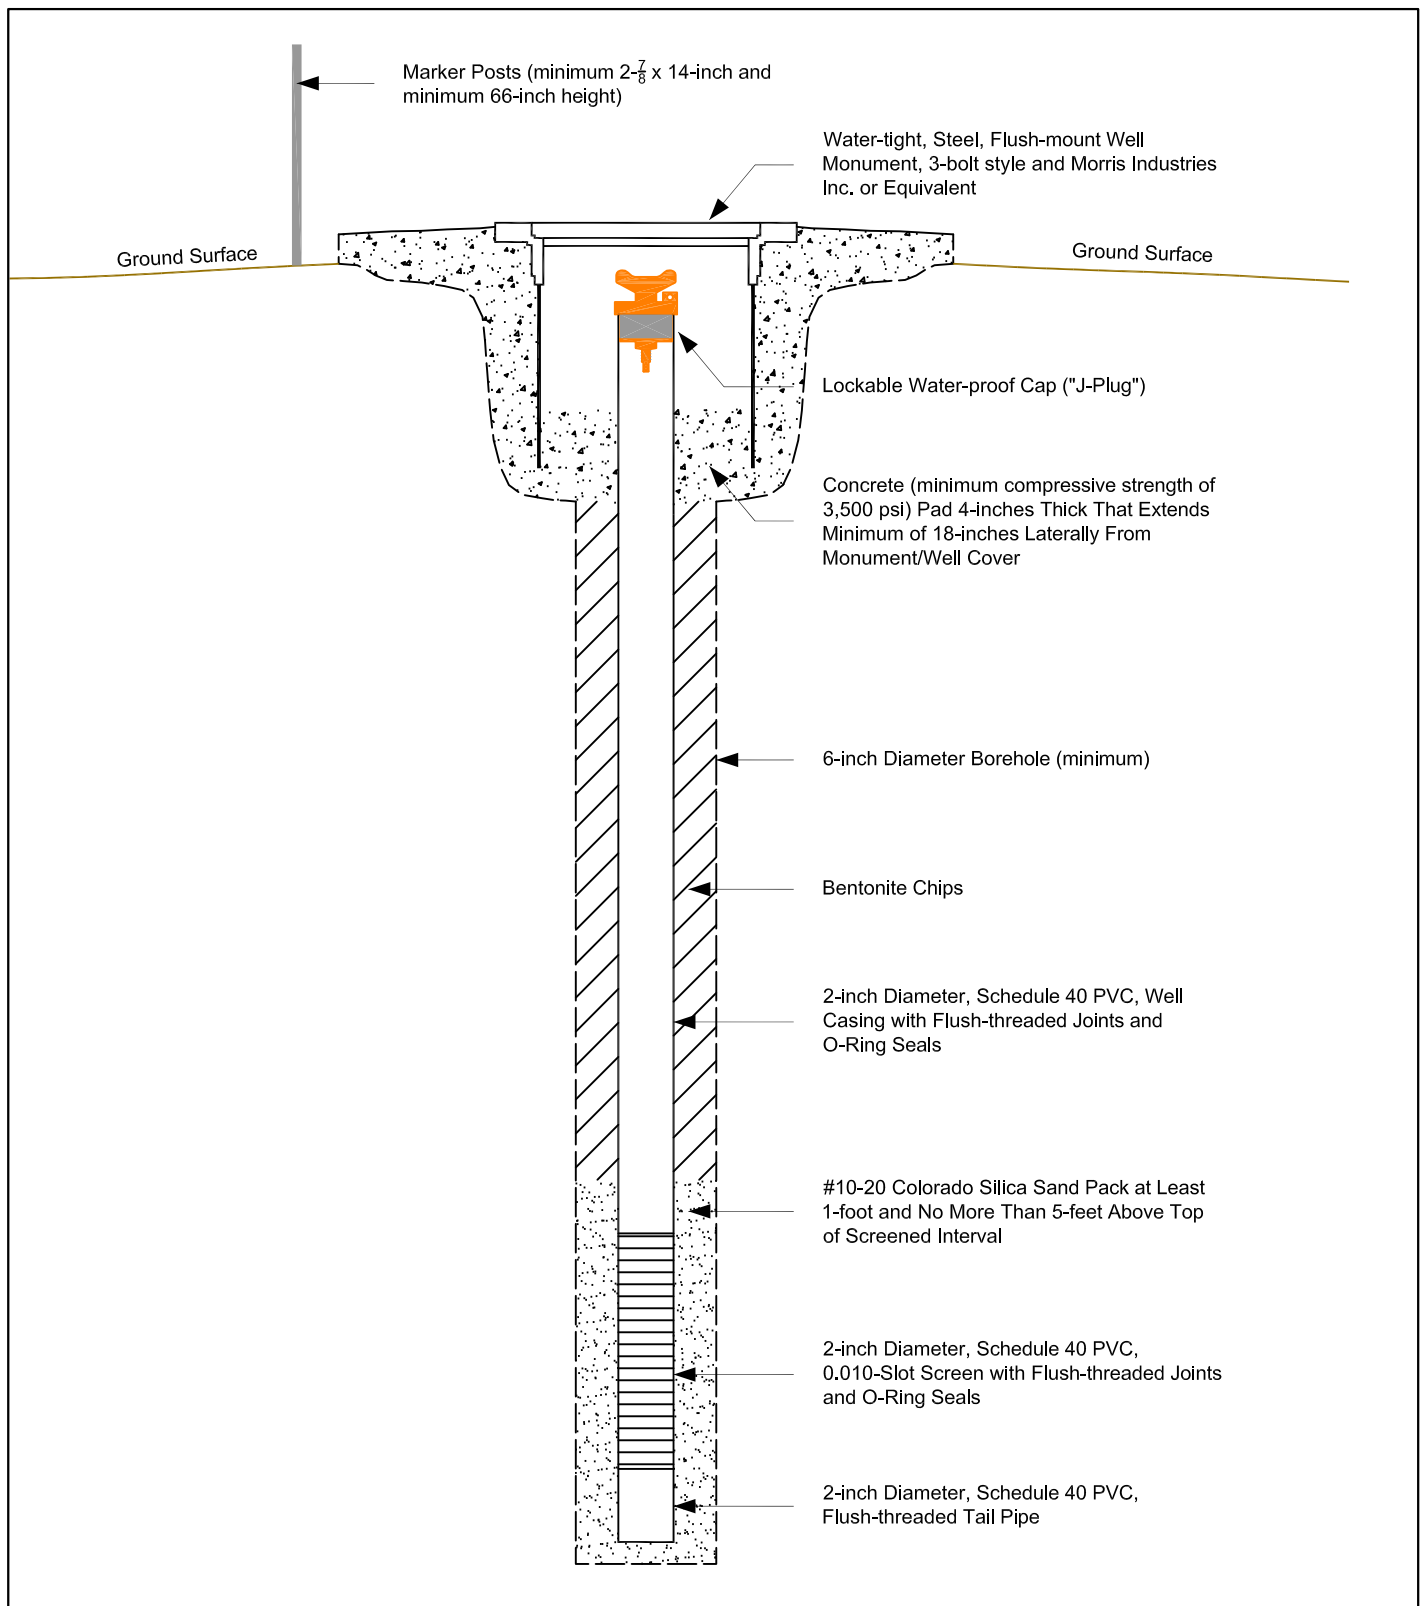 Marker Posts (minimum 2-7/8 x 14-inch and
minimum 66-inch height)
Water-tight, Steel, Flush-mount Well
Monument, 3-bolt style and Morris Industries
Inc. or Equivalent
Ground Surface
Ground Surface
Lockable Water-proof Cap ("J-Plug")
Concrete (minimum compressive strength of
3,500 psi) Pad 4-inches Thick That Extends
Minimum of 18-inches Laterally From
Monument/Well Cover
6-inch Diameter Borehole (minimum)
Bentonite Chips
2-inch Diameter, Schedule 40 PVC, Well
Casing with Flush-threaded Joints and
O-Ring Seals
#10-20 Colorado Silica Sand Pack at Least
1-foot and No More Than 5-feet Above Top
of Screened Interval
2-inch Diameter, Schedule 40 PVC,
0.010-Slot Screen with Flush-threaded Joints
and O-Ring Seals
2-inch Diameter, Schedule 40 PVC,
Flush-threaded Tail Pipe